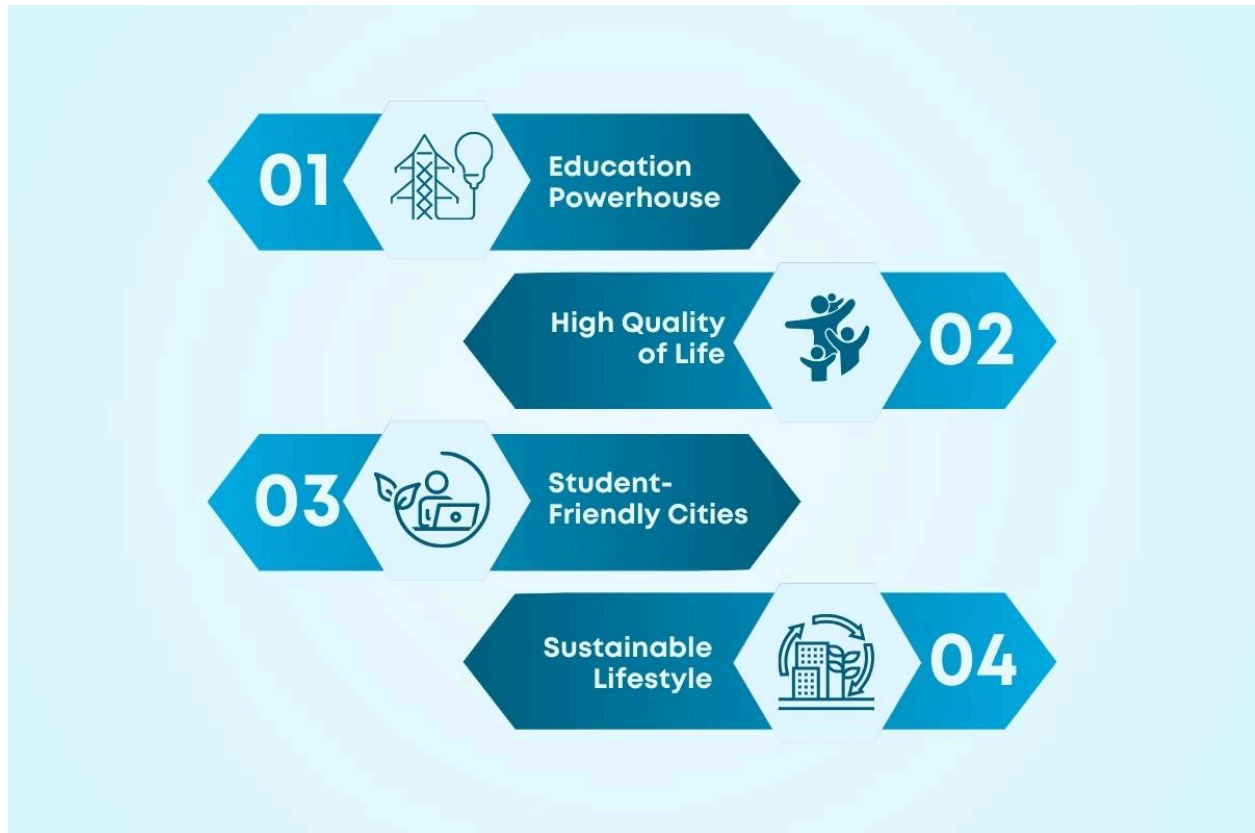 01
Education
Powerhouse
High Quality
of Life
02
03
Student-
Friendly Cities
Sustainable
Lifestyle
04